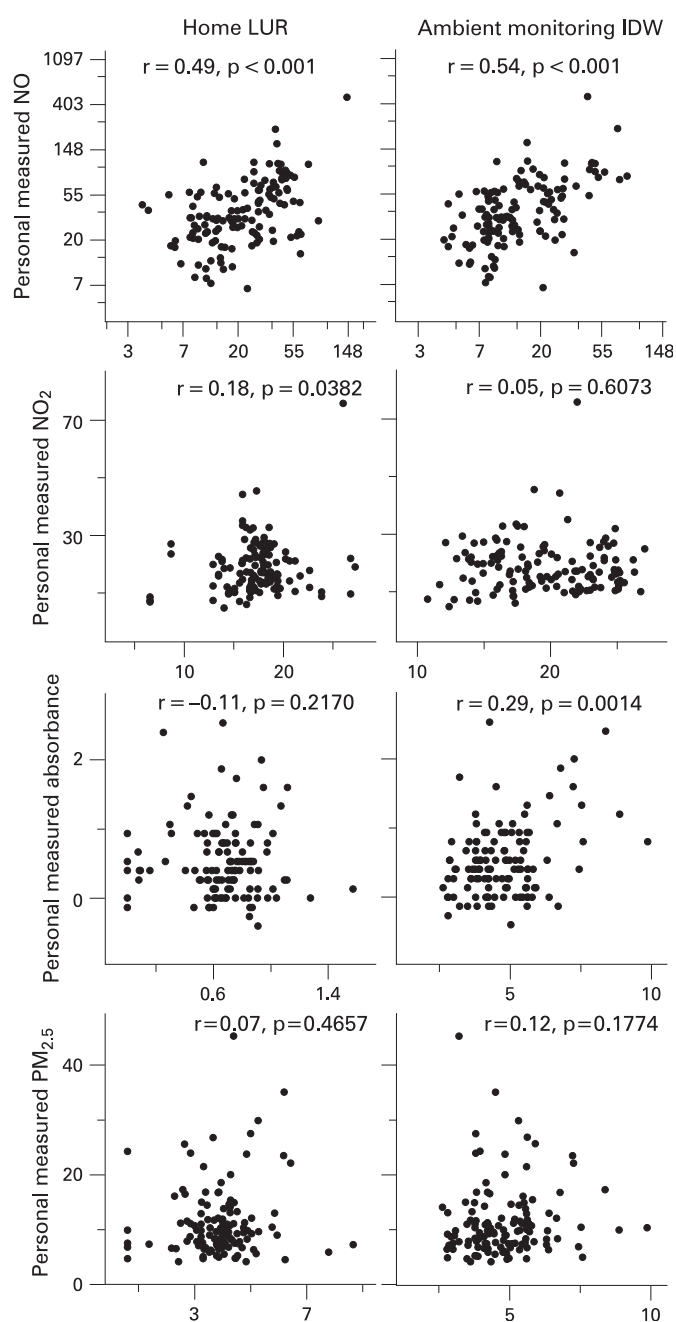 Home LUR Ambient monitoring IDW
r = 0.49, p < 0.001 r = 0.54, p < 0.001
Personal measured NO
1097
403
148
55
20
7
3 7 20 55 148 3 7 20 55 148
r = 0.18, p = 0.0382 r = 0.05, p = 0.6073
Personal measured NO₂
70
30
10 20 10 20
r = –0.11, p = 0.2170 r = 0.29, p = 0.0014
Personal measured absorbance
2
0
0.6 1.4 5 10
r = 0.07, p = 0.4657 r = 0.12, p = 0.1774
Personal measured PM₂.₅
40
20
0
3 7 5 10